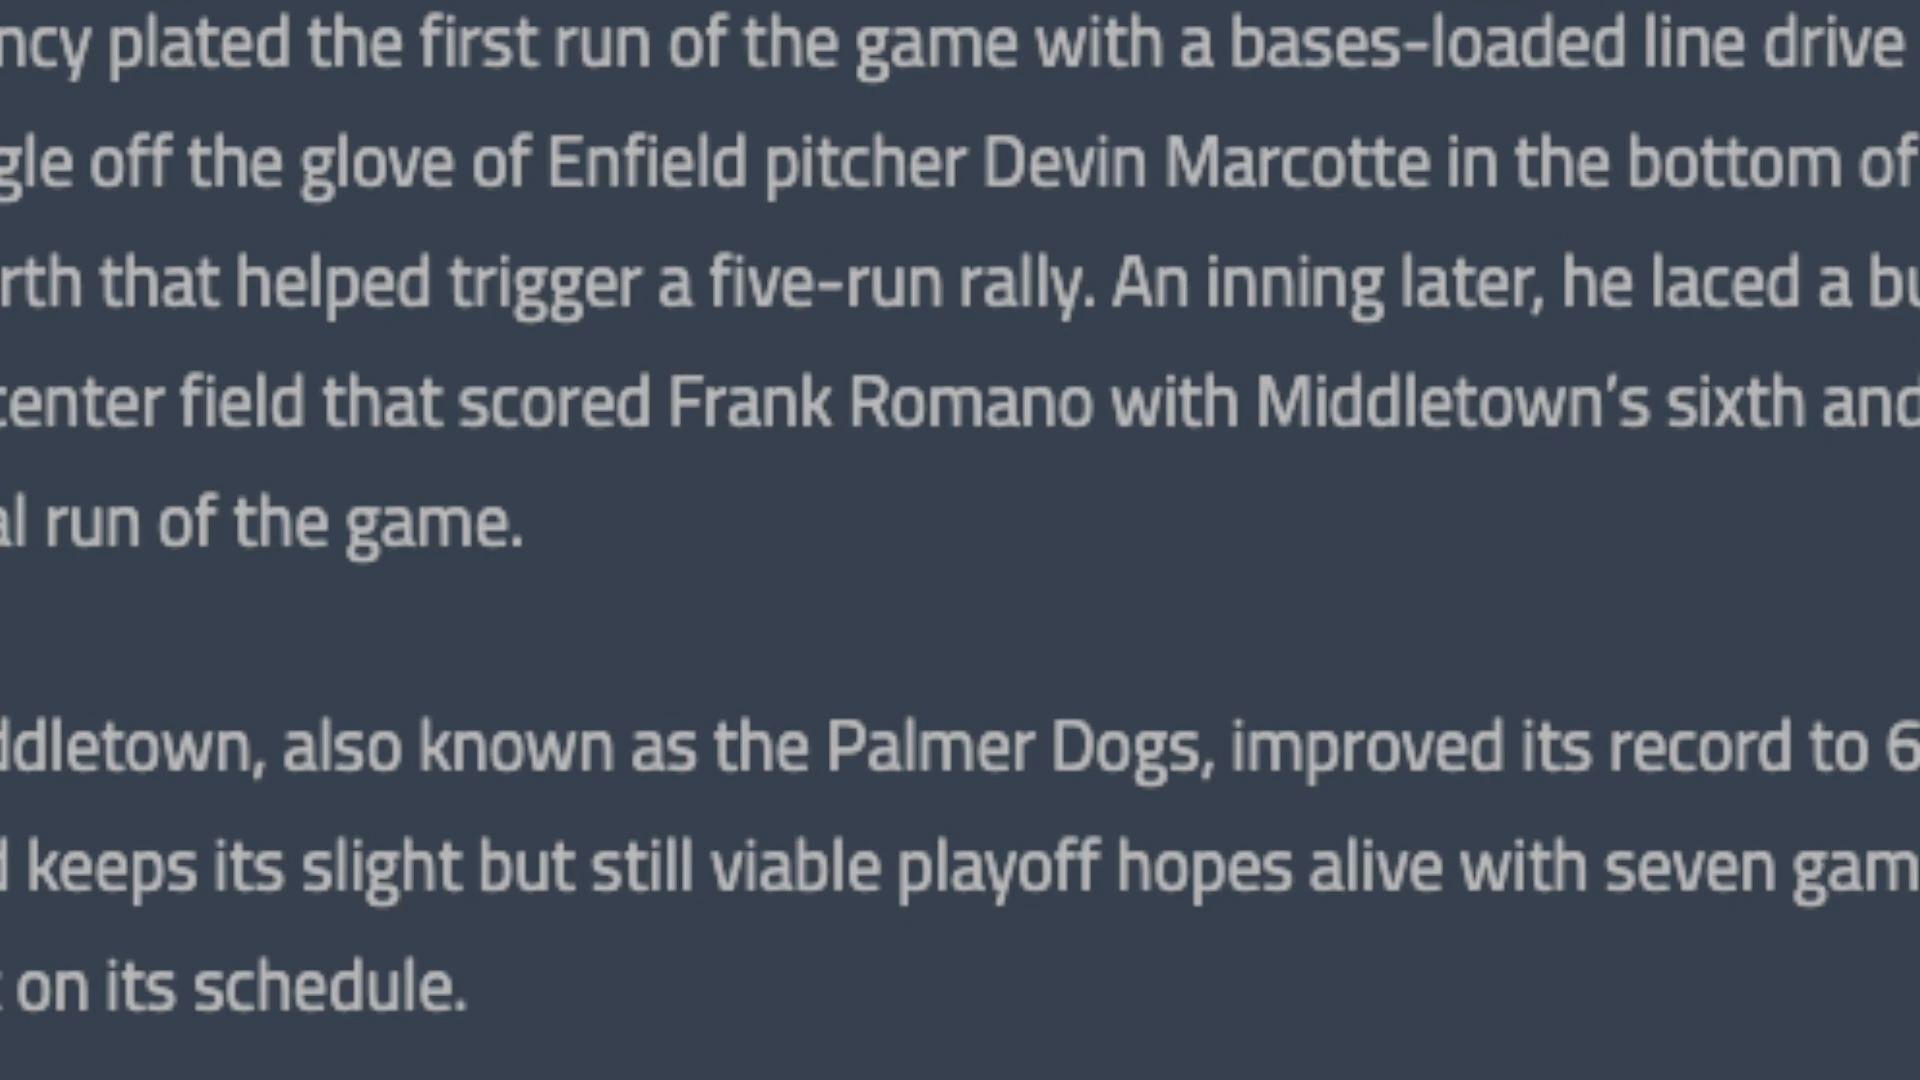 ncy plated the first run of the game with a bases-loaded line drive
gle off the glove of Enfield pitcher Devin Marcotte in the bottom of
rth that helped trigger a five-run rally. An inning later, he laced a bu
center field that scored Frank Romano with Middletown’s sixth and
al run of the game.
ddletown, also known as the Palmer Dogs, improved its record to 6
d keeps its slight but still viable playoff hopes alive with seven gam
on its schedule.